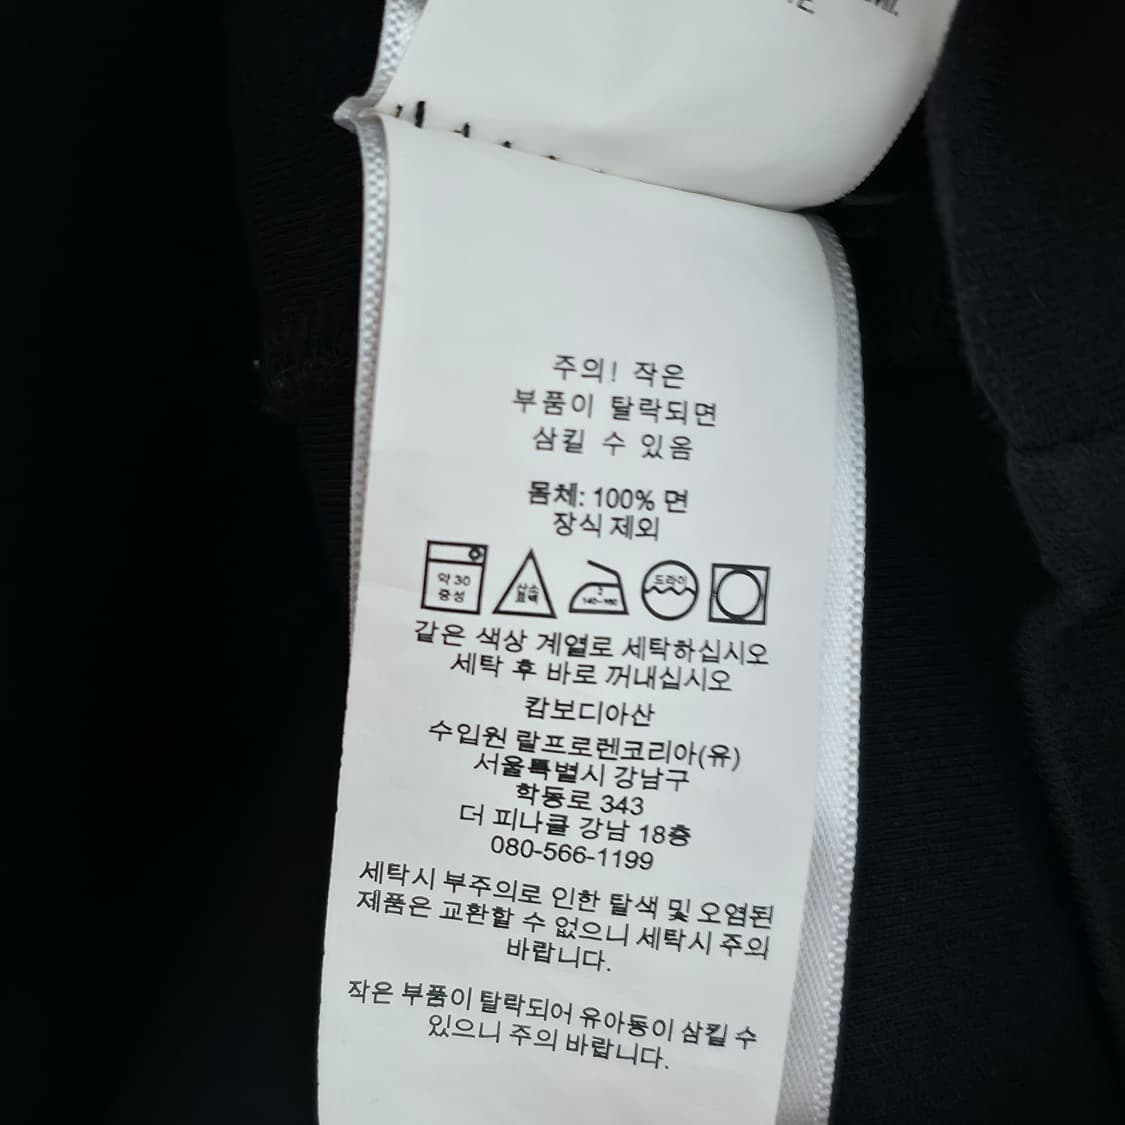 주의! 작은
부품이 탈락되면
삼킬 수 있음
몸체: 100% 면
장식 제외
약 30
중성
산소
표백
2
140~160
드라이
같은 색상 계열로 세탁하십시오
세탁 후 바로 꺼내십시오
캄보디아산
수입원 랄프로렌코리아(유)
서울특별시 강남구
학동로 343
더 피나클 강남 18층
080-566-1199
세탁시 부주의로 인한 탈색 및 오염된
제품은 교환할 수 없으니 세탁시 주의
바랍니다.
작은 부품이 탈락되어 유아동이 삼킬 수
있으니 주의 바랍니다.